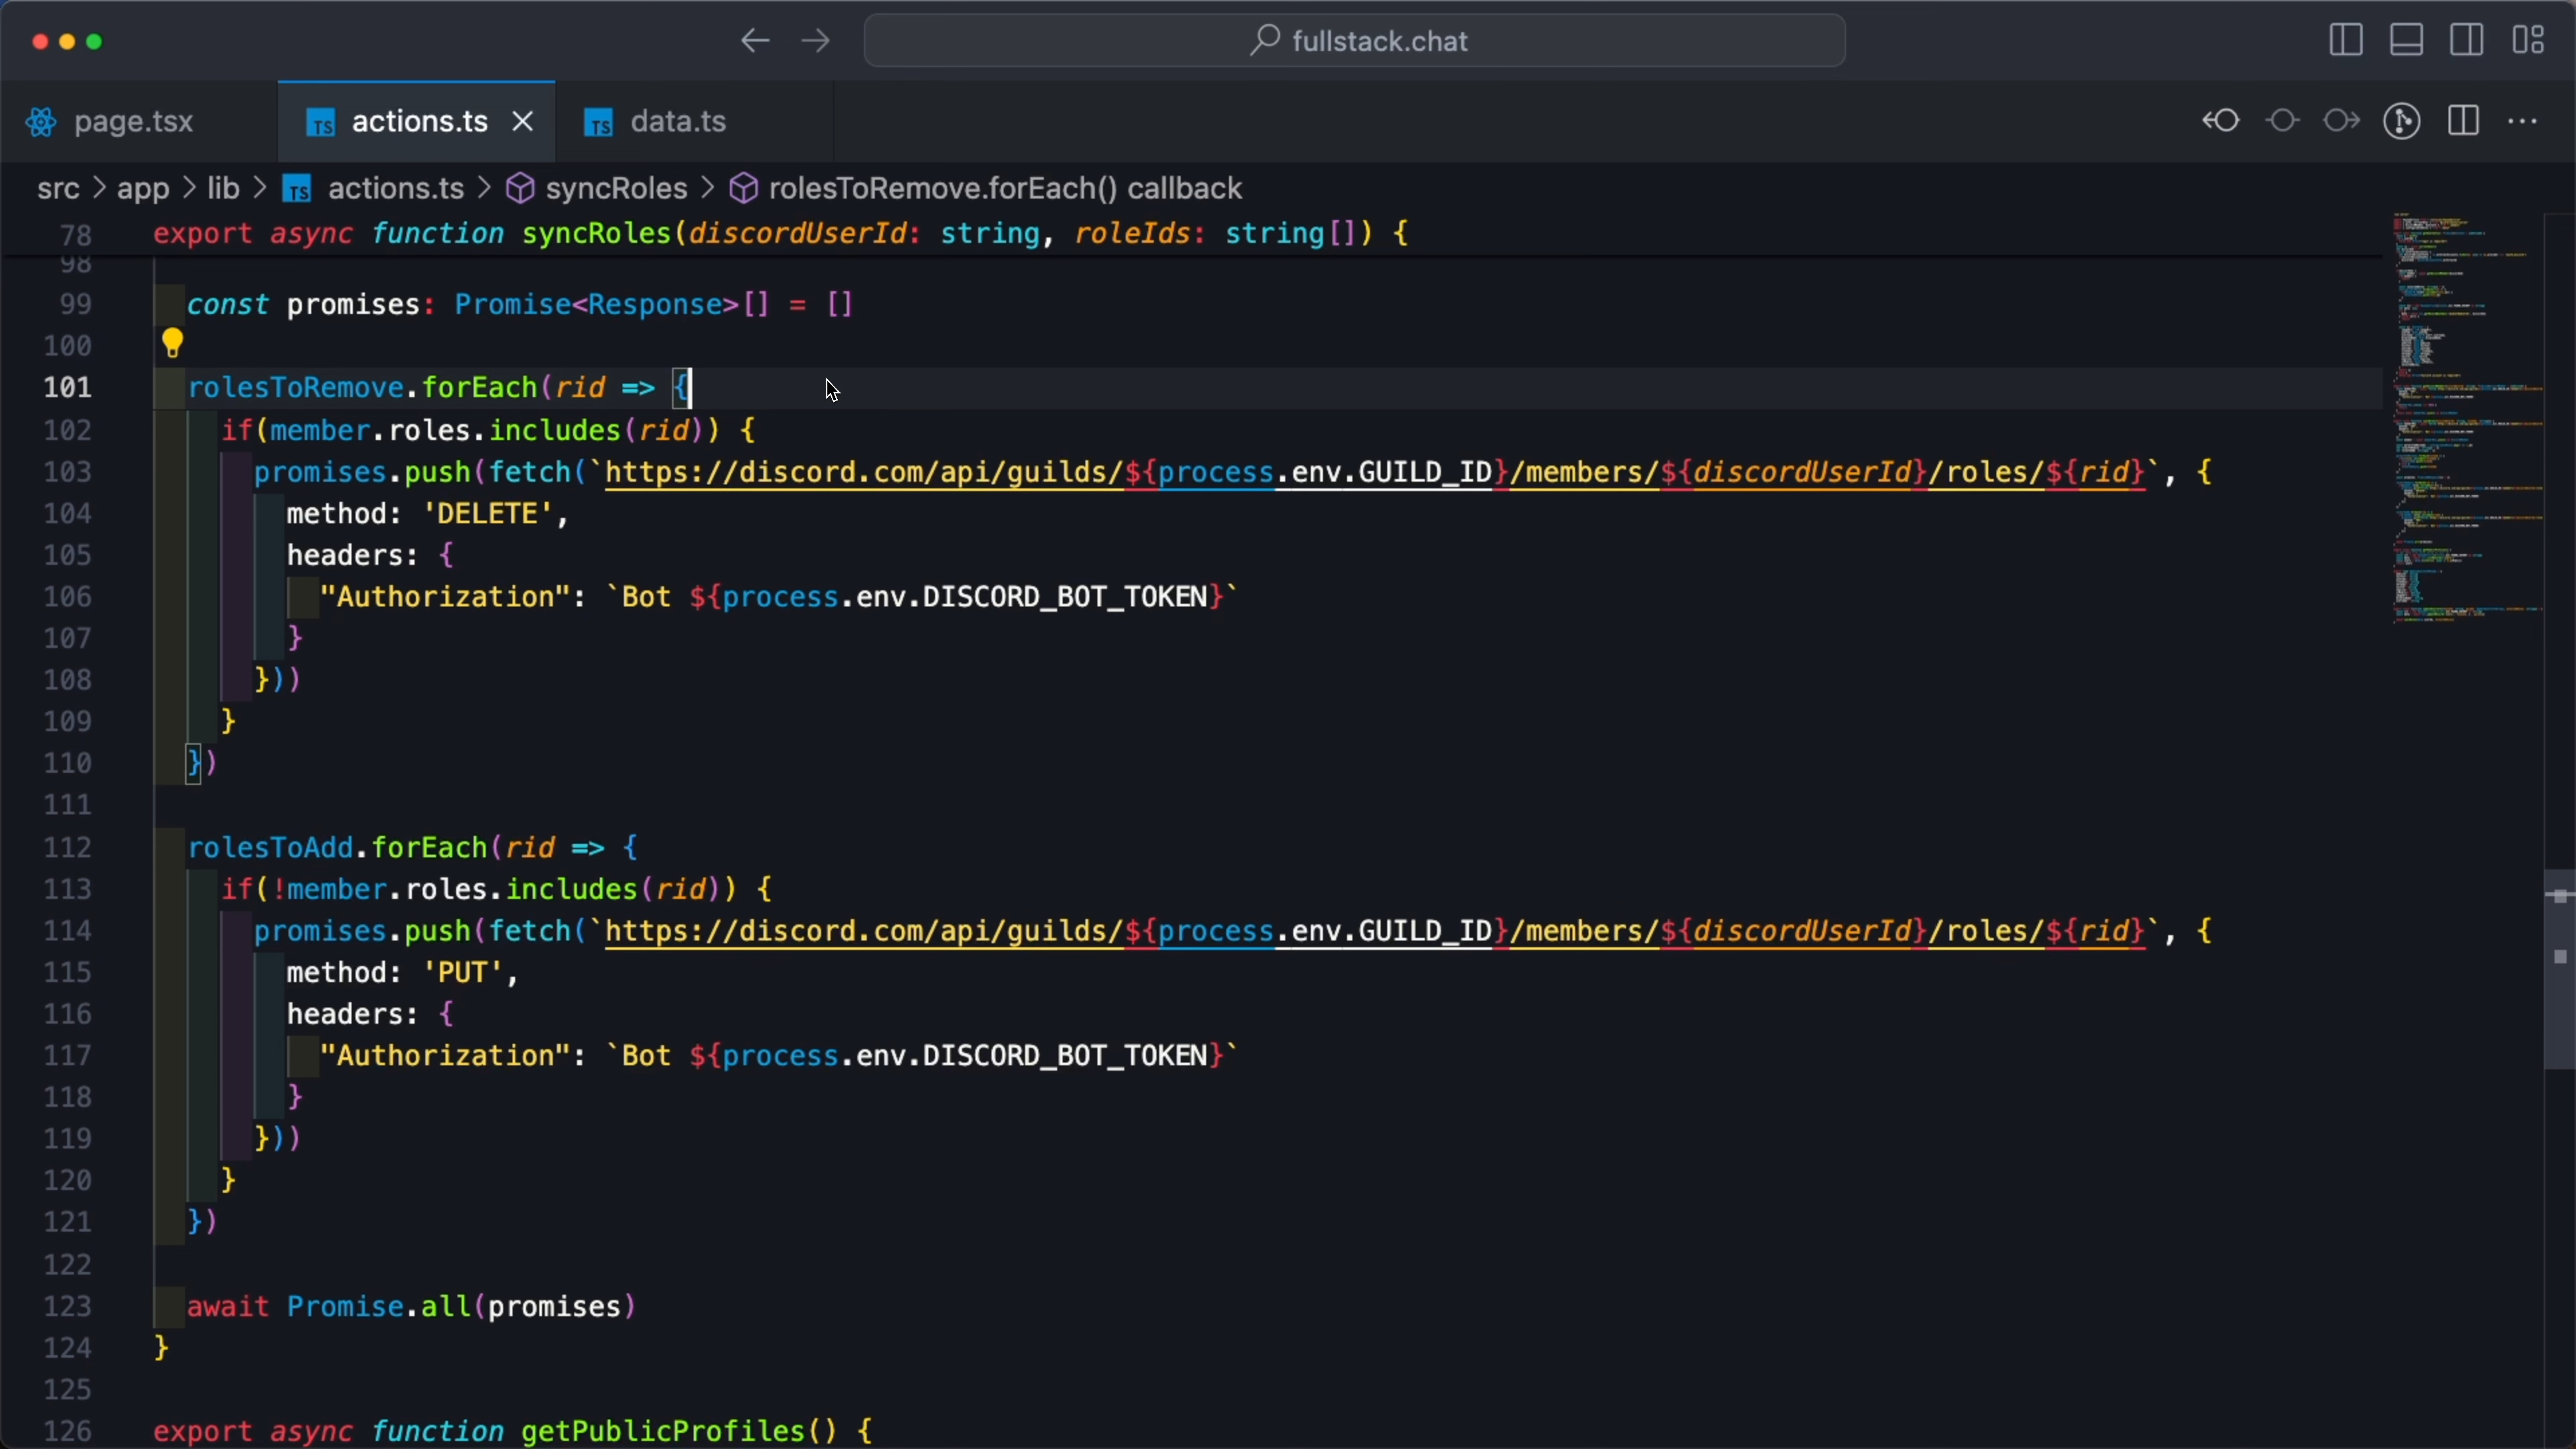 fullstack.chat
page.tsx
TS actions.ts
TS data.ts
src > app > lib > TS actions.ts > syncRoles > rolesToRemove.forEach() callback
78 export async function syncRoles(discordUserId: string, roleIds: string[]) {
98
99 const promises: Promise<Response>[] = []
100
101 rolesToRemove.forEach(rid => {
102 if(member.roles.includes(rid)) {
103 promises.push(fetch(`https://discord.com/api/guilds/${process.env.GUILD_ID}/members/${discordUserId}/roles/${rid}`, {
104 method: 'DELETE',
105 headers: {
106 "Authorization": `Bot ${process.env.DISCORD_BOT_TOKEN}`
107 }
108 }))
109 }
110 })
111
112 rolesToAdd.forEach(rid => {
113 if(!member.roles.includes(rid)) {
114 promises.push(fetch(`https://discord.com/api/guilds/${process.env.GUILD_ID}/members/${discordUserId}/roles/${rid}`, {
115 method: 'PUT',
116 headers: {
117 "Authorization": `Bot ${process.env.DISCORD_BOT_TOKEN}`
118 }
119 }))
120 }
121 })
122
123 await Promise.all(promises)
124 }
125
126 export async function getPublicProfiles() {